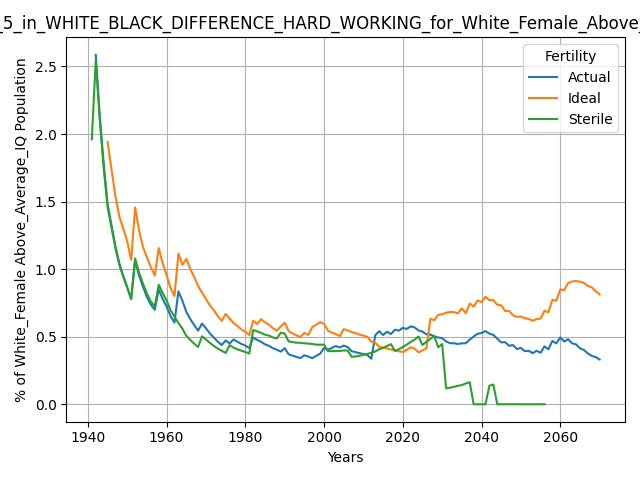 _5_in_WHITE_BLACK_DIFFERENCE_HARD_WORKING_for_White_Female_Above_
% of White_Female Above_Average_IQ Population
Fertility
Actual
Ideal
Sterile
2.5
2.0
1.5
1.0
0.5
0.0
1940 1960 1980 2000 2020 2040 2060
Years